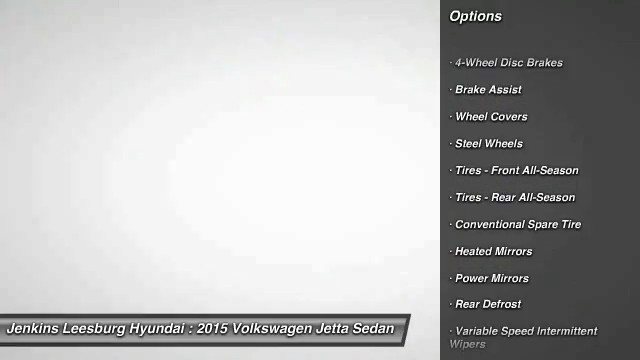 Options
· 4-Wheel Disc Brakes
· Brake Assist
· Wheel Covers
· Steel Wheels
· Tires - Front All-Season
· Tires - Rear All-Season
· Conventional Spare Tire
· Heated Mirrors
· Power Mirrors
· Rear Defrost
· Variable Speed Intermittent
Wipers
Jenkins Leesburg Hyundai : 2015 Volkswagen Jetta Sedan